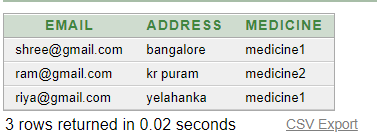 EMAIL ADDRESS MEDICINE
shree@gmail.com bangalore medicine1
ram@gmail.com kr puram medicine2
riya@gmail.com yelahanka medicine1
3 rows returned in 0.02 seconds CSV Export